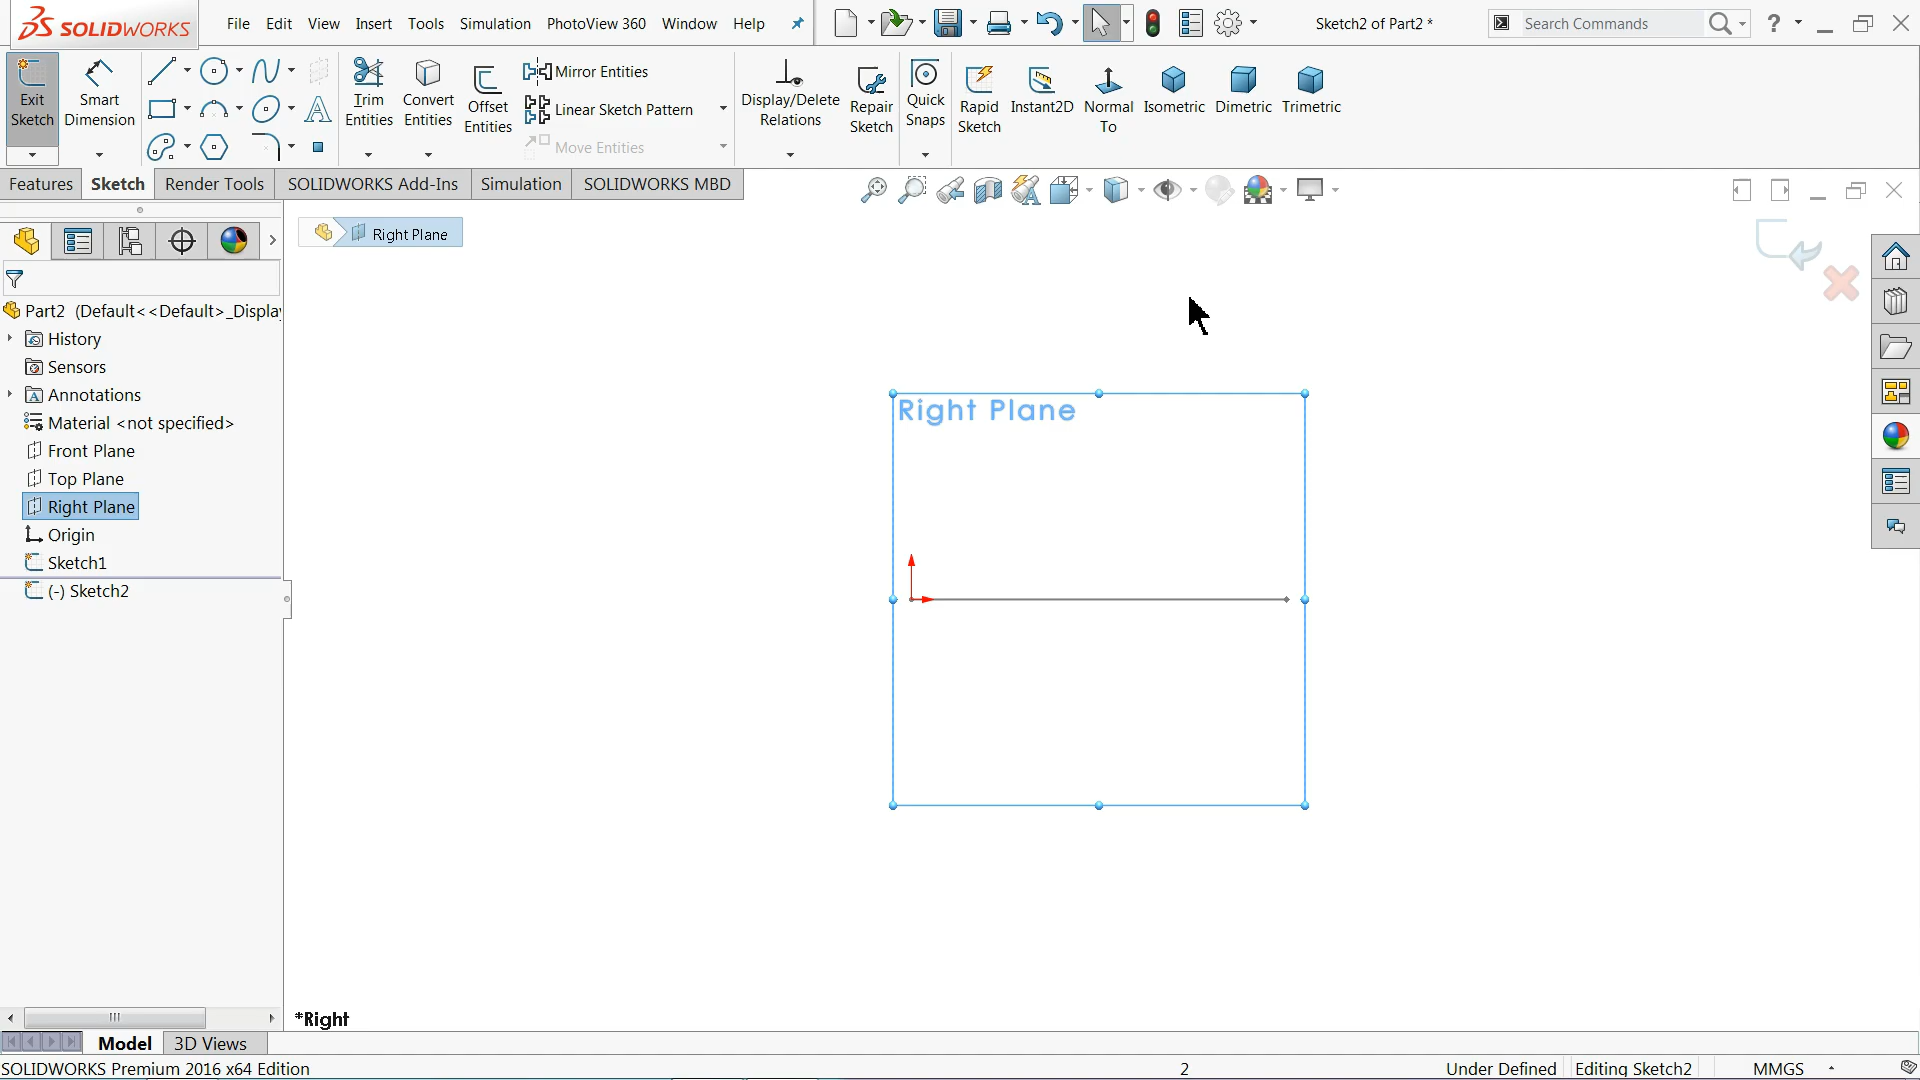 SOLIDWORKS File Edit View Insert Tools Simulation PhotoView 360 Window Help Sketch2 of Part2 * Search Commands ?
Exit Sketch
Smart Dimension
Trim Entities
Convert Entities
Offset Entities
Mirror Entities
Linear Sketch Pattern
Move Entities
Display/Delete Relations
Repair Sketch
Quick Snaps
Rapid Sketch
Instant2D
Normal To
Isometric
Dimetric
Trimetric
Features Sketch Render Tools SOLIDWORKS Add-Ins Simulation SOLIDWORKS MBD
Right Plane
Part2 (Default<<Default>_Displa
History
Sensors
Annotations
Material <not specified>
Front Plane
Top Plane
Right Plane
Origin
Sketch1
(-) Sketch2
Right Plane
*Right
Model 3D Views
SOLIDWORKS Premium 2016 x64 Edition 2 Under Defined Editing Sketch2 MMGS